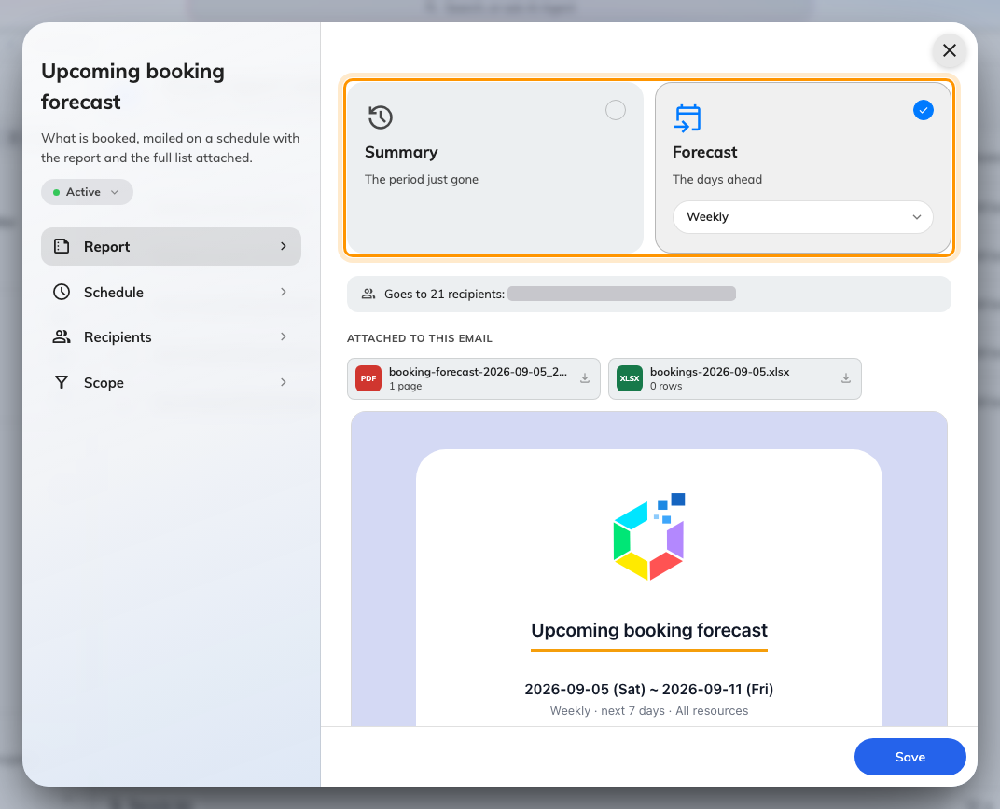 Upcoming booking
forecast
What is booked, mailed on a schedule with
the report and the full list attached.
Active
Report
Schedule
Recipients
Scope
Summary
The period just gone
Forecast
The days ahead
Weekly
Goes to 21 recipients:
ATTACHED TO THIS EMAIL
PDF
booking-forecast-2026-09-05_2...
1 page
XLSX
bookings-2026-09-05.xlsx
0 rows
Upcoming booking forecast
2026-09-05 (Sat) ~ 2026-09-11 (Fri)
Weekly · next 7 days · All resources
Save